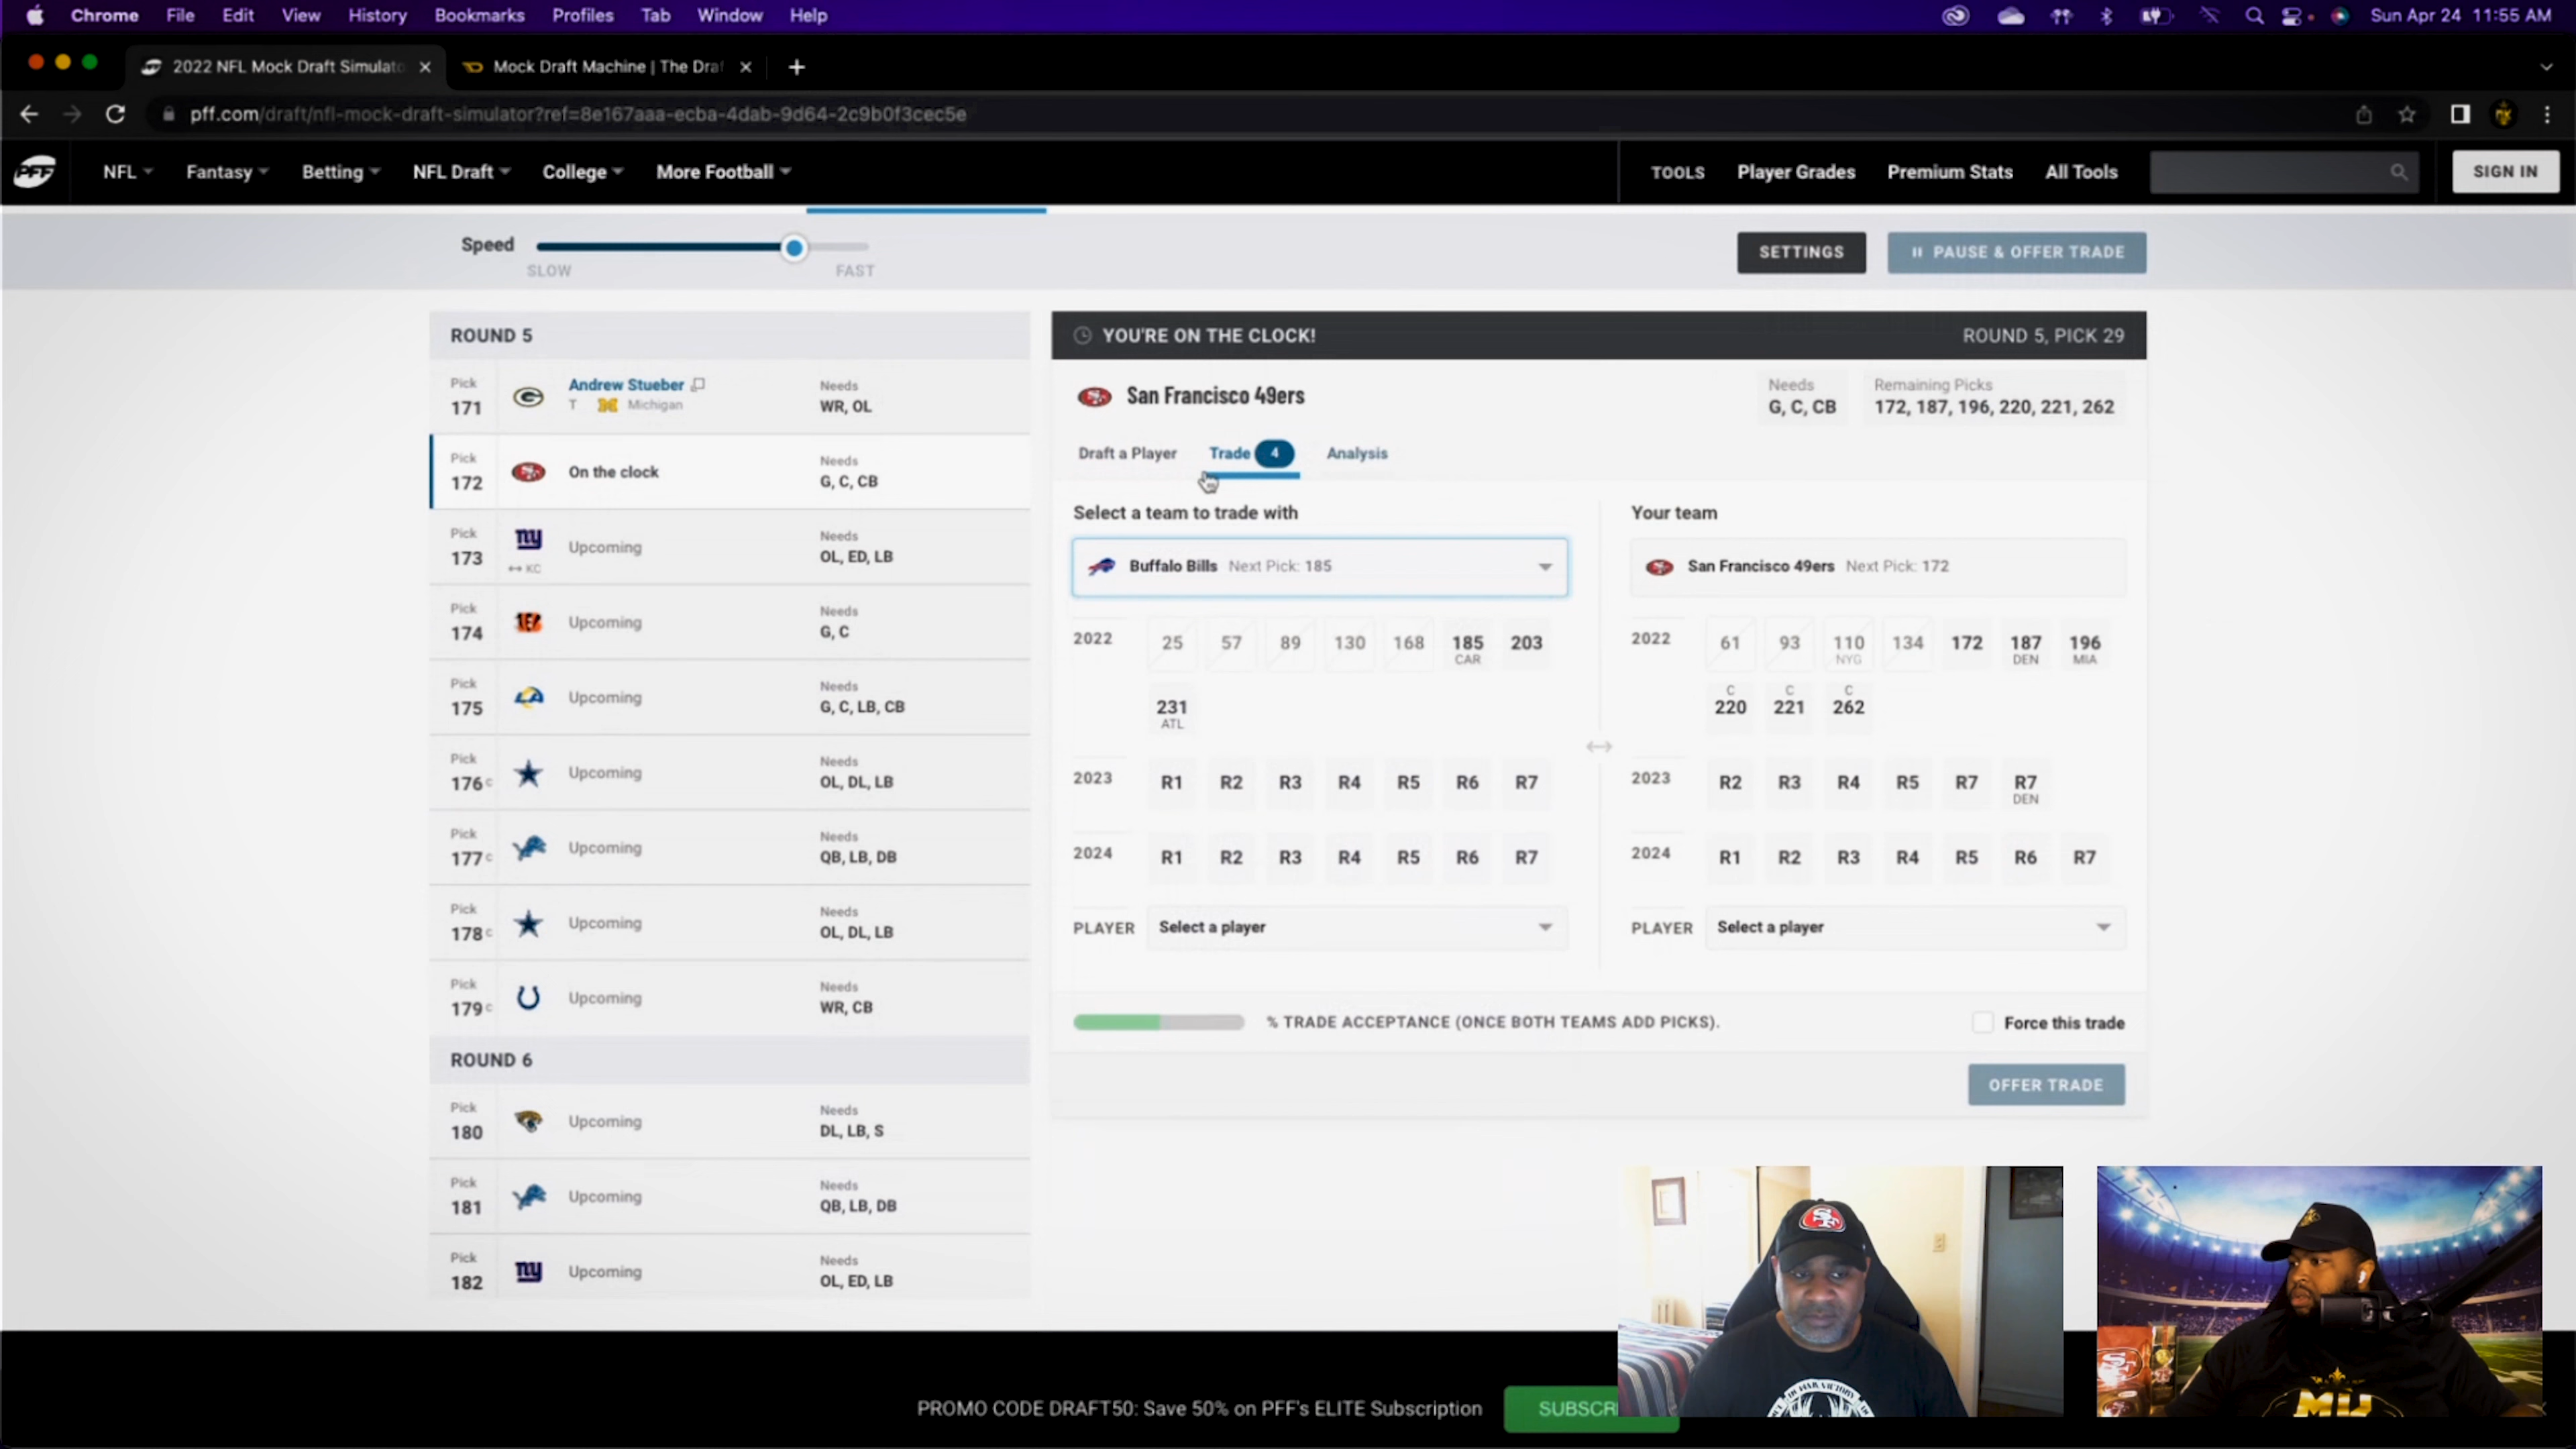 Chrome File Edit View History Bookmarks Profiles Tab Window Help Sun Apr 24 11:55 AM
2022 NFL Mock Draft Simulato Mock Draft Machine | The Draf
pff.com/draft/nfl-mock-draft-simulator?ref=8e167aaa-ecba-4dab-9d64-2c9b0f3cec5e
PFF NFL Fantasy Betting NFL Draft College More Football TOOLS Player Grades Premium Stats All Tools SIGN IN
Speed SLOW FAST SETTINGS PAUSE & OFFER TRADE
ROUND 5
Pick 171 Andrew Stueber T Michigan Needs WR, OL
Pick 172 On the clock Needs G, C, CB
Pick 173 ny ↔ KC Upcoming Needs OL, ED, LB
Pick 174 Upcoming Needs G, C
Pick 175 LA Upcoming Needs G, C, LB, CB
Pick 176 C Upcoming Needs OL, DL, LB
Pick 177 C Upcoming Needs QB, LB, DB
Pick 178 C Upcoming Needs OL, DL, LB
Pick 179 C Upcoming Needs WR, CB
ROUND 6
Pick 180 Upcoming Needs DL, LB, S
Pick 181 Upcoming Needs QB, LB, DB
Pick 182 ny Upcoming Needs OL, ED, LB
YOU'RE ON THE CLOCK! ROUND 5, PICK 29
San Francisco 49ers
Needs G, C, CB
Remaining Picks 172, 187, 196, 220, 221, 262
Draft a Player Trade 4 Analysis
Select a team to trade with
Buffalo Bills Next Pick: 185
2022 25 57 89 130 168 185 CAR 203
231 ATL
2023 R1 R2 R3 R4 R5 R6 R7
2024 R1 R2 R3 R4 R5 R6 R7
PLAYER Select a player
Your team
San Francisco 49ers Next Pick: 172
2022 61 93 110 NYG 134 172 187 DEN 196 MIA
C 220 C 221 C 262
2023 R2 R3 R4 R5 R7 R7 DEN
2024 R1 R2 R3 R4 R5 R6 R7
PLAYER Select a player
% TRADE ACCEPTANCE (ONCE BOTH TEAMS ADD PICKS). Force this trade
OFFER TRADE
PROMO CODE DRAFT50: Save 50% on PFF's ELITE Subscription SUBSCRI
SF